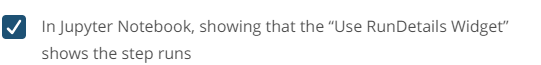 In Jupyter Notebook, showing that the “Use RunDetails Widget”
shows the step runs